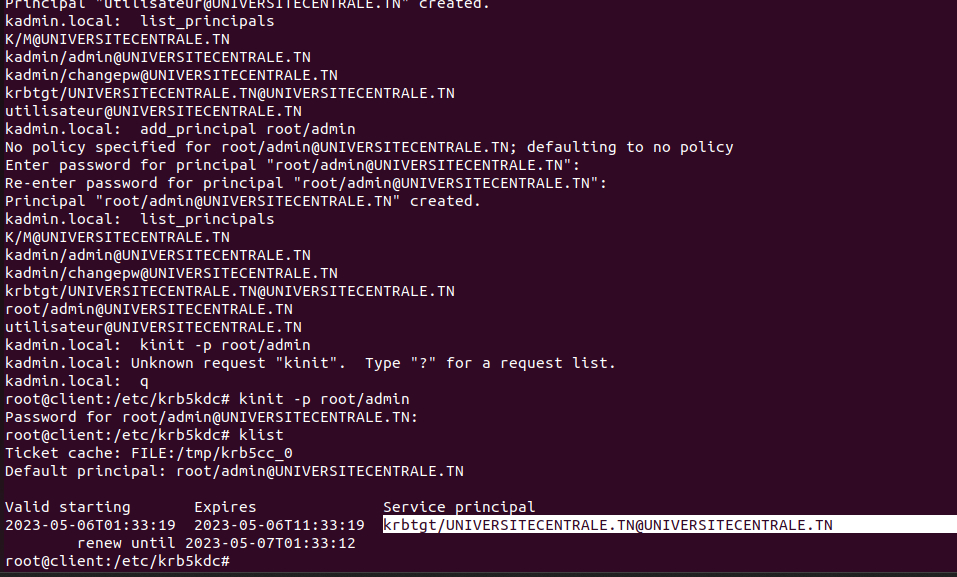 Principal "utilisateur@UNIVERSITECENTRALE.TN" created.
kadmin.local:  list_principals
K/M@UNIVERSITECENTRALE.TN
kadmin/admin@UNIVERSITECENTRALE.TN
kadmin/changepw@UNIVERSITECENTRALE.TN
krbtgt/UNIVERSITECENTRALE.TN@UNIVERSITECENTRALE.TN
utilisateur@UNIVERSITECENTRALE.TN
kadmin.local:  add_principal root/admin
No policy specified for root/admin@UNIVERSITECENTRALE.TN; defaulting to no policy
Enter password for principal "root/admin@UNIVERSITECENTRALE.TN":
Re-enter password for principal "root/admin@UNIVERSITECENTRALE.TN":
Principal "root/admin@UNIVERSITECENTRALE.TN" created.
kadmin.local:  list_principals
K/M@UNIVERSITECENTRALE.TN
kadmin/admin@UNIVERSITECENTRALE.TN
kadmin/changepw@UNIVERSITECENTRALE.TN
krbtgt/UNIVERSITECENTRALE.TN@UNIVERSITECENTRALE.TN
root/admin@UNIVERSITECENTRALE.TN
utilisateur@UNIVERSITECENTRALE.TN
kadmin.local:  kinit -p root/admin
kadmin.local: Unknown request "kinit".  Type "?" for a request list.
kadmin.local:  q
root@client:/etc/krb5kdc# kinit -p root/admin
Password for root/admin@UNIVERSITECENTRALE.TN:
root@client:/etc/krb5kdc# klist
Ticket cache: FILE:/tmp/krb5cc_0
Default principal: root/admin@UNIVERSITECENTRALE.TN

Valid starting       Expires              Service principal
2023-05-06T01:33:19  2023-05-06T11:33:19  krbtgt/UNIVERSITECENTRALE.TN@UNIVERSITECENTRALE.TN
        renew until 2023-05-07T01:33:12
root@client:/etc/krb5kdc#